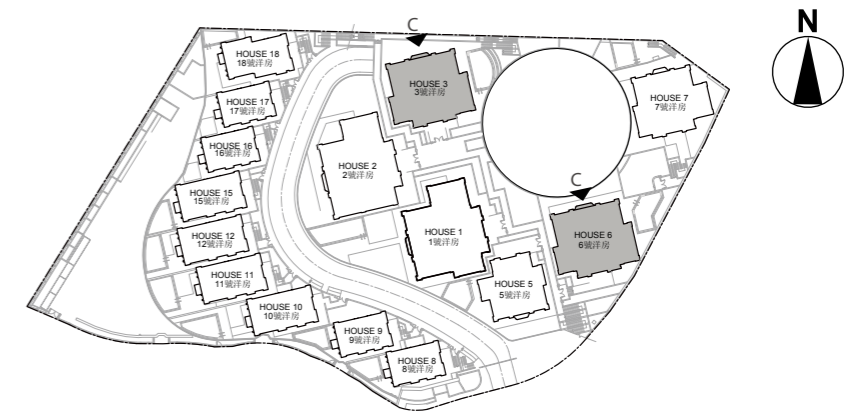 N
C
HOUSE 18
18號洋房
HOUSE 3
3號洋房
HOUSE 17
17號洋房
HOUSE 7
7號洋房
HOUSE 16
16號洋房
HOUSE 2
2號洋房
C
HOUSE 15
15號洋房
HOUSE 12
12號洋房
HOUSE 1
1號洋房
HOUSE 6
6號洋房
HOUSE 11
11號洋房
HOUSE 5
5號洋房
HOUSE 10
10號洋房
HOUSE 9
9號洋房
HOUSE 8
8號洋房